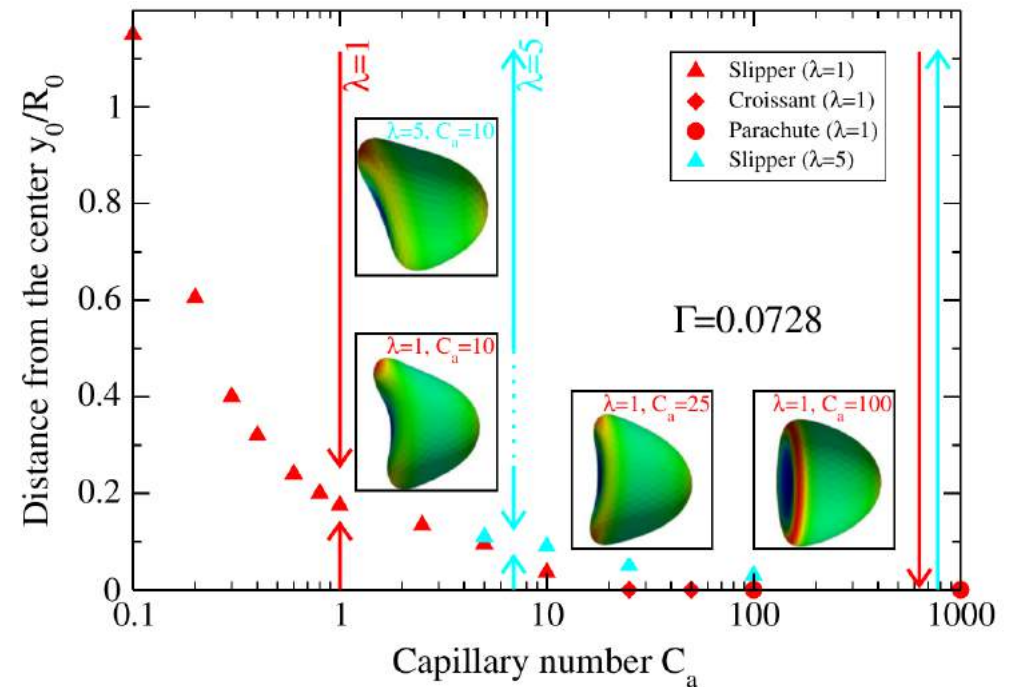 λ=1
λ=5
Slipper (λ=1)
Croissant (λ=1)
Parachute (λ=1)
Slipper (λ=5)
λ=5, Cₐ=10
λ=1, Cₐ=10
Γ=0.0728
λ=1, Cₐ=25
λ=1, Cₐ=100
Distance from the center y₀/R₀
1
0.8
0.6
0.4
0.2
0
0.1
1
10
100
1000
Capillary number Cₐ